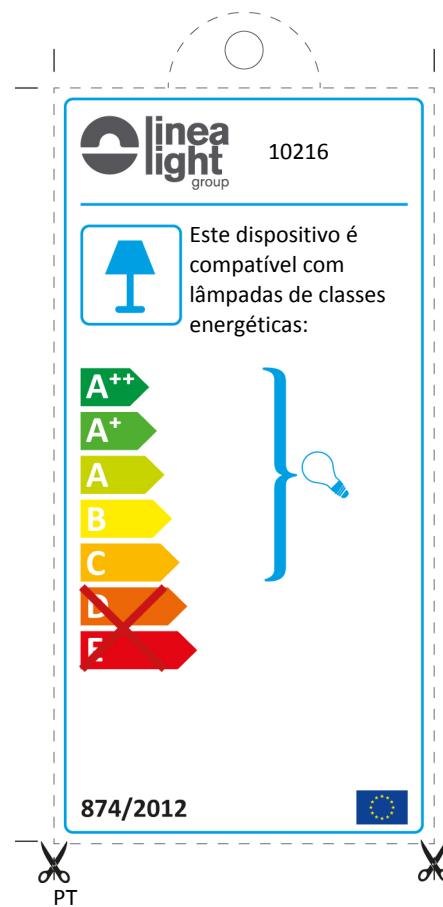 linea
light
group
10216
Este dispositivo é
compatível com
lâmpadas de classes
energéticas:
A++
A+
A
B
C
D
E
874/2012
PT